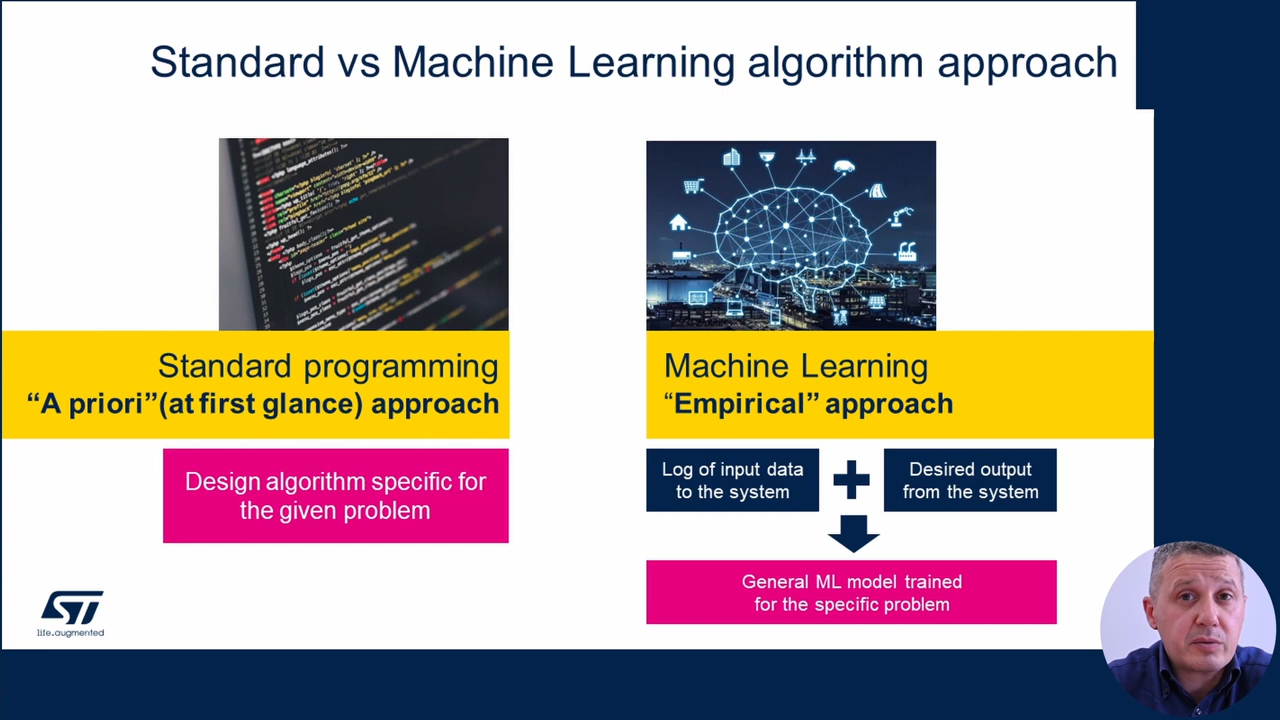 Standard vs Machine Learning algorithm approach
Standard programming
“A priori”(at first glance) approach
Design algorithm specific for
the given problem
Machine Learning
“Empirical” approach
Log of input data
to the system
Desired output
from the system
General ML model trained
for the specific problem
ST
life.augmented